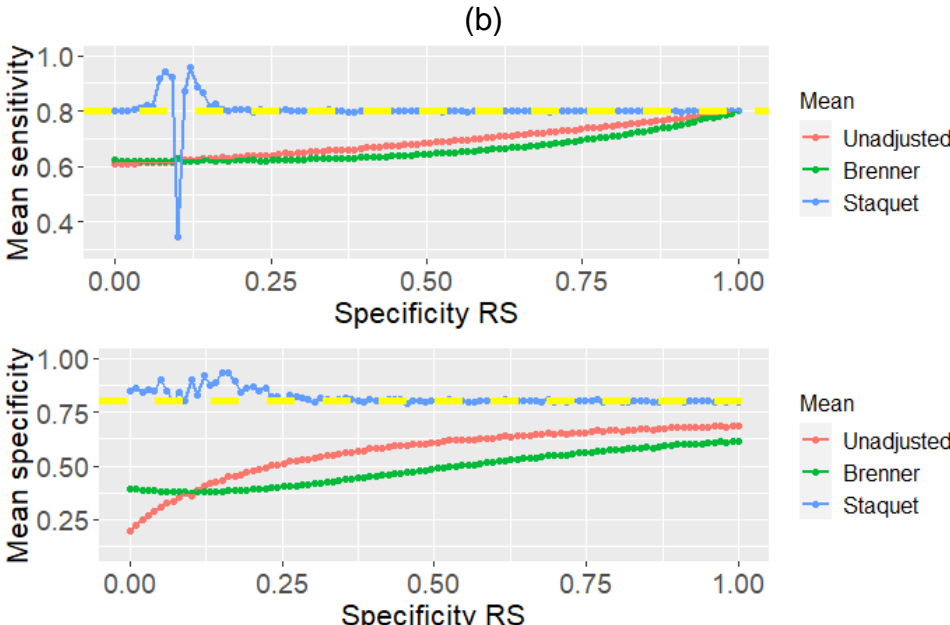 (b)
Mean sensitivity
1.0
0.8
0.6
0.4
0.00 0.25 0.50 0.75 1.00
Specificity RS
Mean
Unadjusted
Brenner
Staquet
Mean specificity
1.00
0.75
0.50
0.25
0.00 0.25 0.50 0.75 1.00
Specificity RS
Mean
Unadjusted
Brenner
Staquet